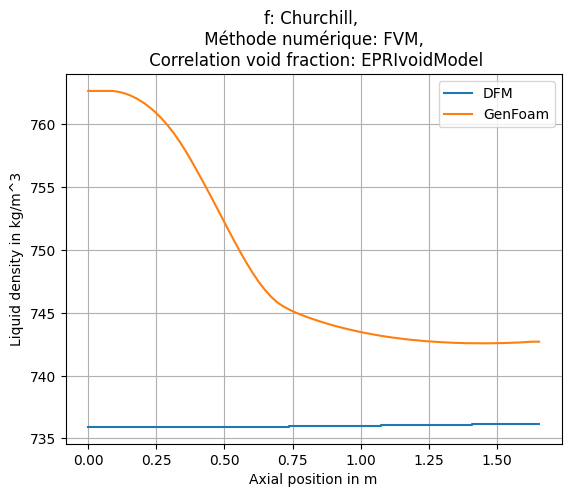 f: Churchill,
Méthode numérique: FVM,
Correlation void fraction: EPRIvoidModel
DFM
GenFoam
Liquid density in kg/m^3
760
755
750
745
740
735
0.00 0.25 0.50 0.75 1.00 1.25 1.50
Axial position in m